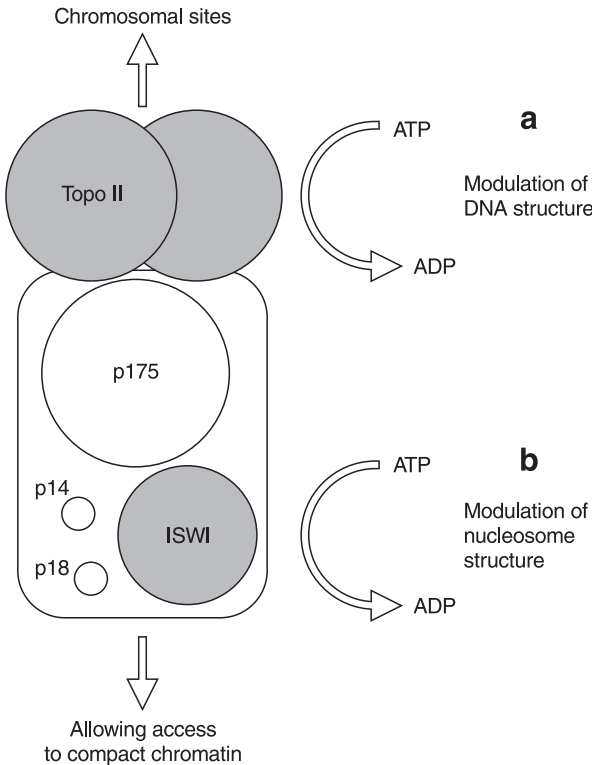 Chromosomal sites
Topo II
ATP
a
Modulation of
DNA structure
ADP
p175
p14
p18
ISWI
ATP
b
Modulation of
nucleosome
structure
ADP
Allowing access
to compact chromatin